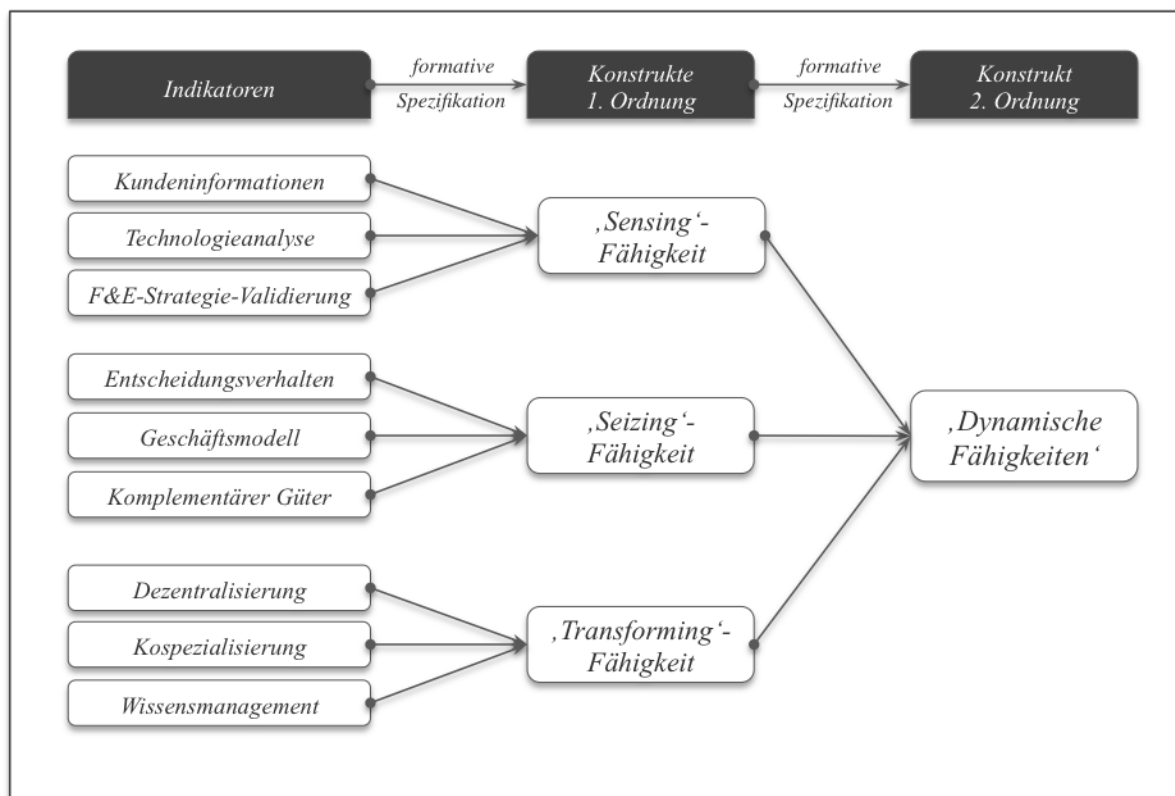 Indikatoren
formative
Spezifikation
Konstrukte
1. Ordnung
formative
Spezifikation
Konstrukt
2. Ordnung
Kundeninformationen
Technologieanalyse
F&E-Strategie-Validierung
‚Sensing‘-
Fähigkeit
Entscheidungsverhalten
Geschäftsmodell
Komplementärer Güter
‚Seizing‘-
Fähigkeit
‚Dynamische
Fähigkeiten‘
Dezentralisierung
Kospezialisierung
Wissensmanagement
‚Transforming‘-
Fähigkeit